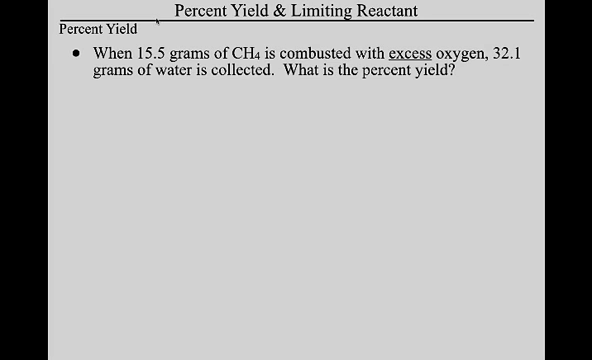 Percent Yield & Limiting Reactant
Percent Yield
• When 15.5 grams of CH₄ is combusted with excess oxygen, 32.1
grams of water is collected. What is the percent yield?